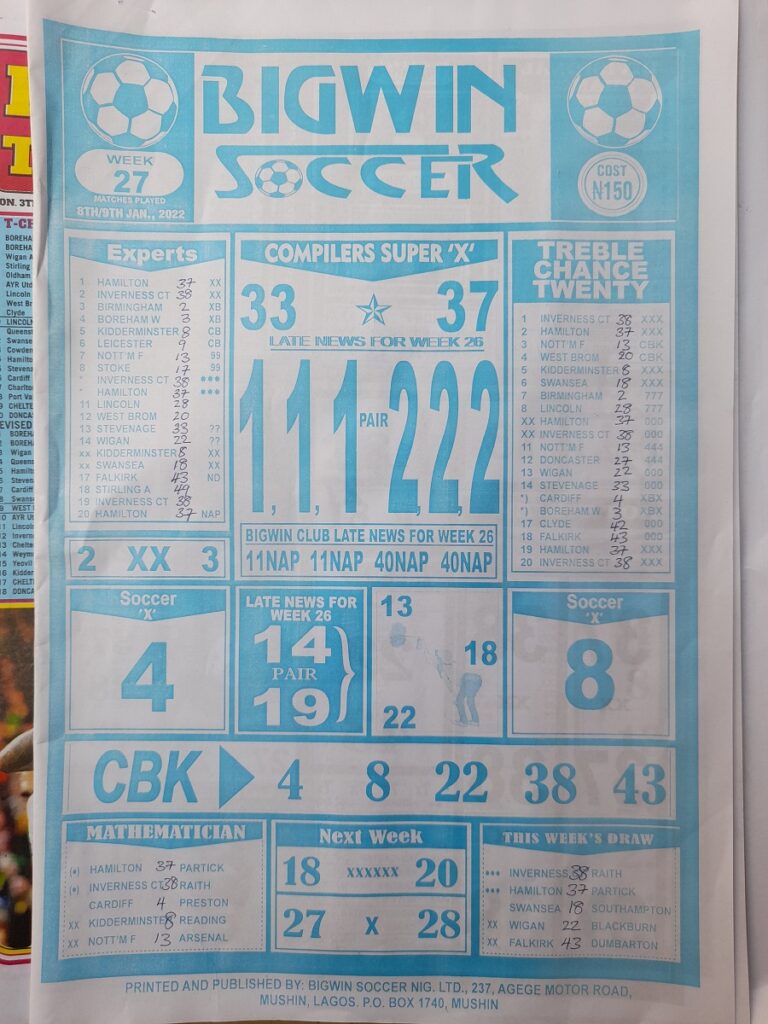 BIGWIN
SOCCER
WEEK
27
MATCHES PLAYED
8TH/9TH JAN., 2022
COST
₦150
Experts
1 HAMILTON 37 XX
2 INVERNESS CT 38 XX
3 BIRMINGHAM 2 XB
4 BOREHAM W 3 XB
5 KIDDERMINSTER 8 CB
6 LEICESTER 9 CB
7 NOTT'M F 13 99
8 STOKE 17 99
* INVERNESS CT 38 ***
* HAMILTON 37 ***
11 LINCOLN 28
12 WEST BROM 20
13 STEVENAGE 33 ??
14 WIGAN 22 ??
xx KIDDERMINSTER 8 XX
xx SWANSEA 18 XX
17 FALKIRK 43 ND
18 STIRLING A 44
19 INVERNESS CT 38
20 HAMILTON 37 NAP
2 XX 3
COMPILERS SUPER 'X'
33 37
LATE NEWS FOR WEEK 26
1,1,1 PAIR 2,2,2
BIGWIN CLUB LATE NEWS FOR WEEK 26
11NAP 11NAP 40NAP 40NAP
TREBLE
CHANCE
TWENTY
1 INVERNESS CT 38 XXX
2 HAMILTON 37 XXX
3 NOTT'M F 13 CBK
4 WEST BROM 20 CBK
5 KIDDERMINSTER 8 XXX
6 SWANSEA 18 XXX
7 BIRMINGHAM 2 777
8 LINCOLN 28 777
XX HAMILTON 37 000
XX INVERNESS CT 38 000
11 NOTT'M F 13 444
12 DONCASTER 27 444
13 WIGAN 22 000
14 STEVENAGE 33 000
*) CARDIFF 4 XBX
*) BOREHAM W 3 XBX
17 CLYDE 42 000
18 FALKIRK 43 000
19 HAMILTON 37 XXX
20 INVERNESS CT 38 XXX
Soccer
'X'
4
LATE NEWS FOR
WEEK 26
14
PAIR
19
13
18
22
Soccer
'X'
8
CBK 4 8 22 38 43
MATHEMATICIAN
(*) HAMILTON 37 PARTICK
(*) INVERNESS CT 38 RAITH
CARDIFF 4 PRESTON
XX KIDDERMINSTER 8 READING
XX NOTT'M F 13 ARSENAL
Next Week
18 XXXXXX 20
27 X 28
THIS WEEK'S DRAW
*** INVERNESS 38 RAITH
*** HAMILTON 37 PARTICK
SWANSEA 18 SOUTHAMPTON
XX WIGAN 22 BLACKBURN
XX FALKIRK 43 DUMBARTON
PRINTED AND PUBLISHED BY: BIGWIN SOCCER NIG. LTD., 237, AGEGE MOTOR ROAD,
MUSHIN, LAGOS. P.O. BOX 1740, MUSHIN